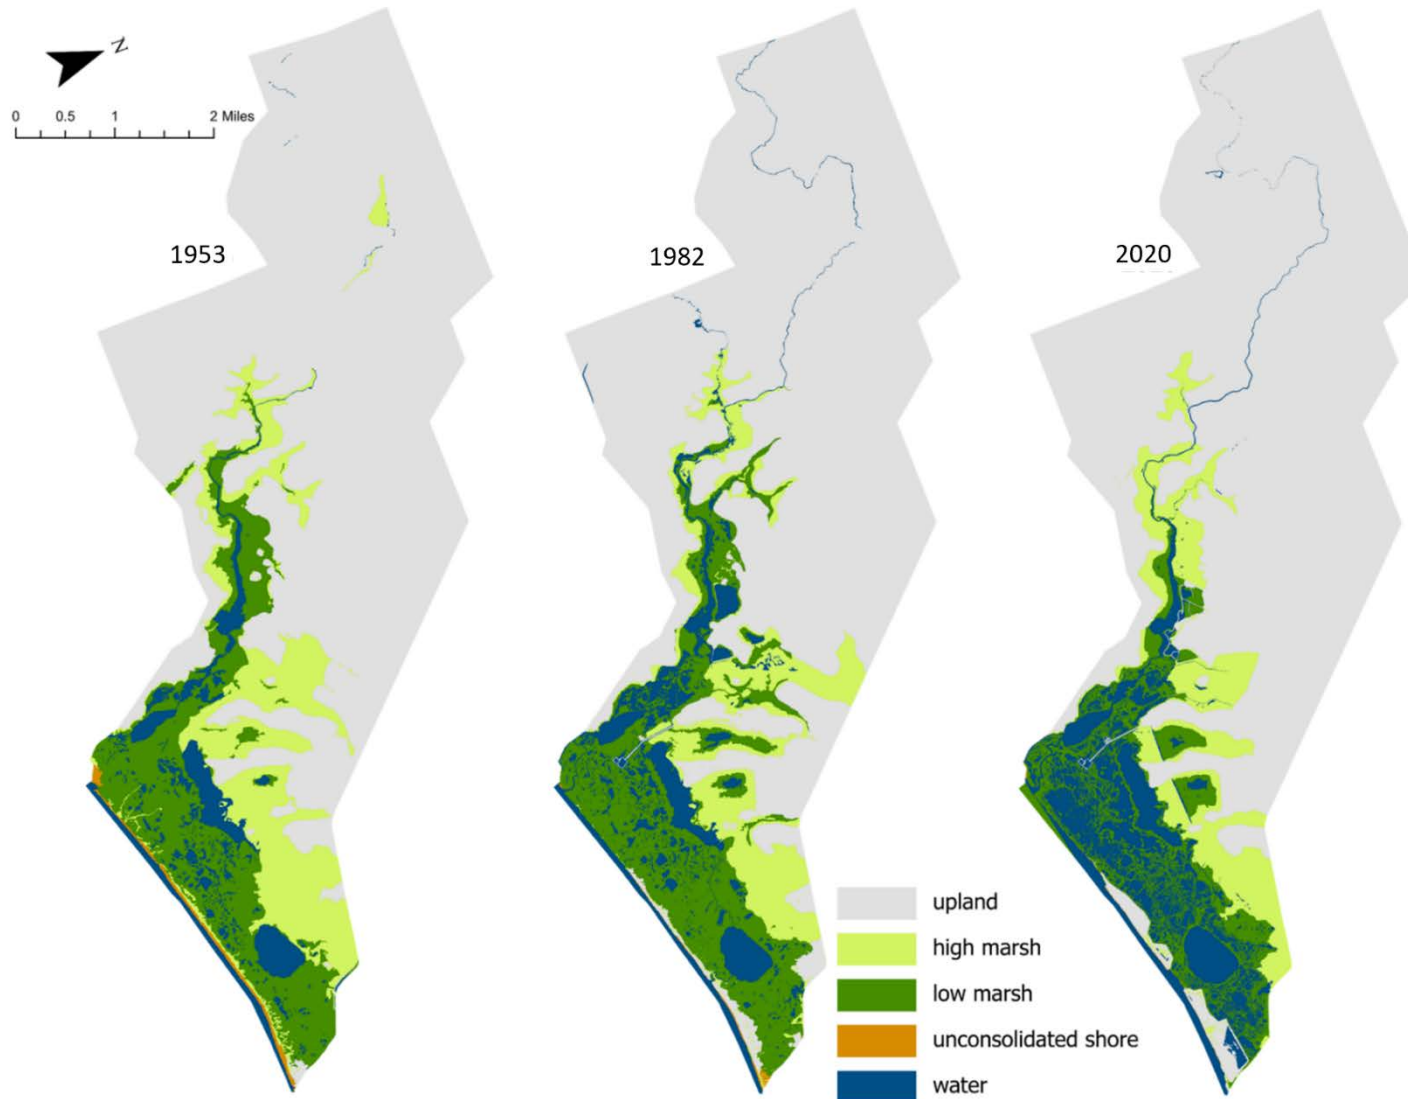 N
0 0.5 1 2 Miles
1953
1982
2020
upland
high marsh
low marsh
unconsolidated shore
water